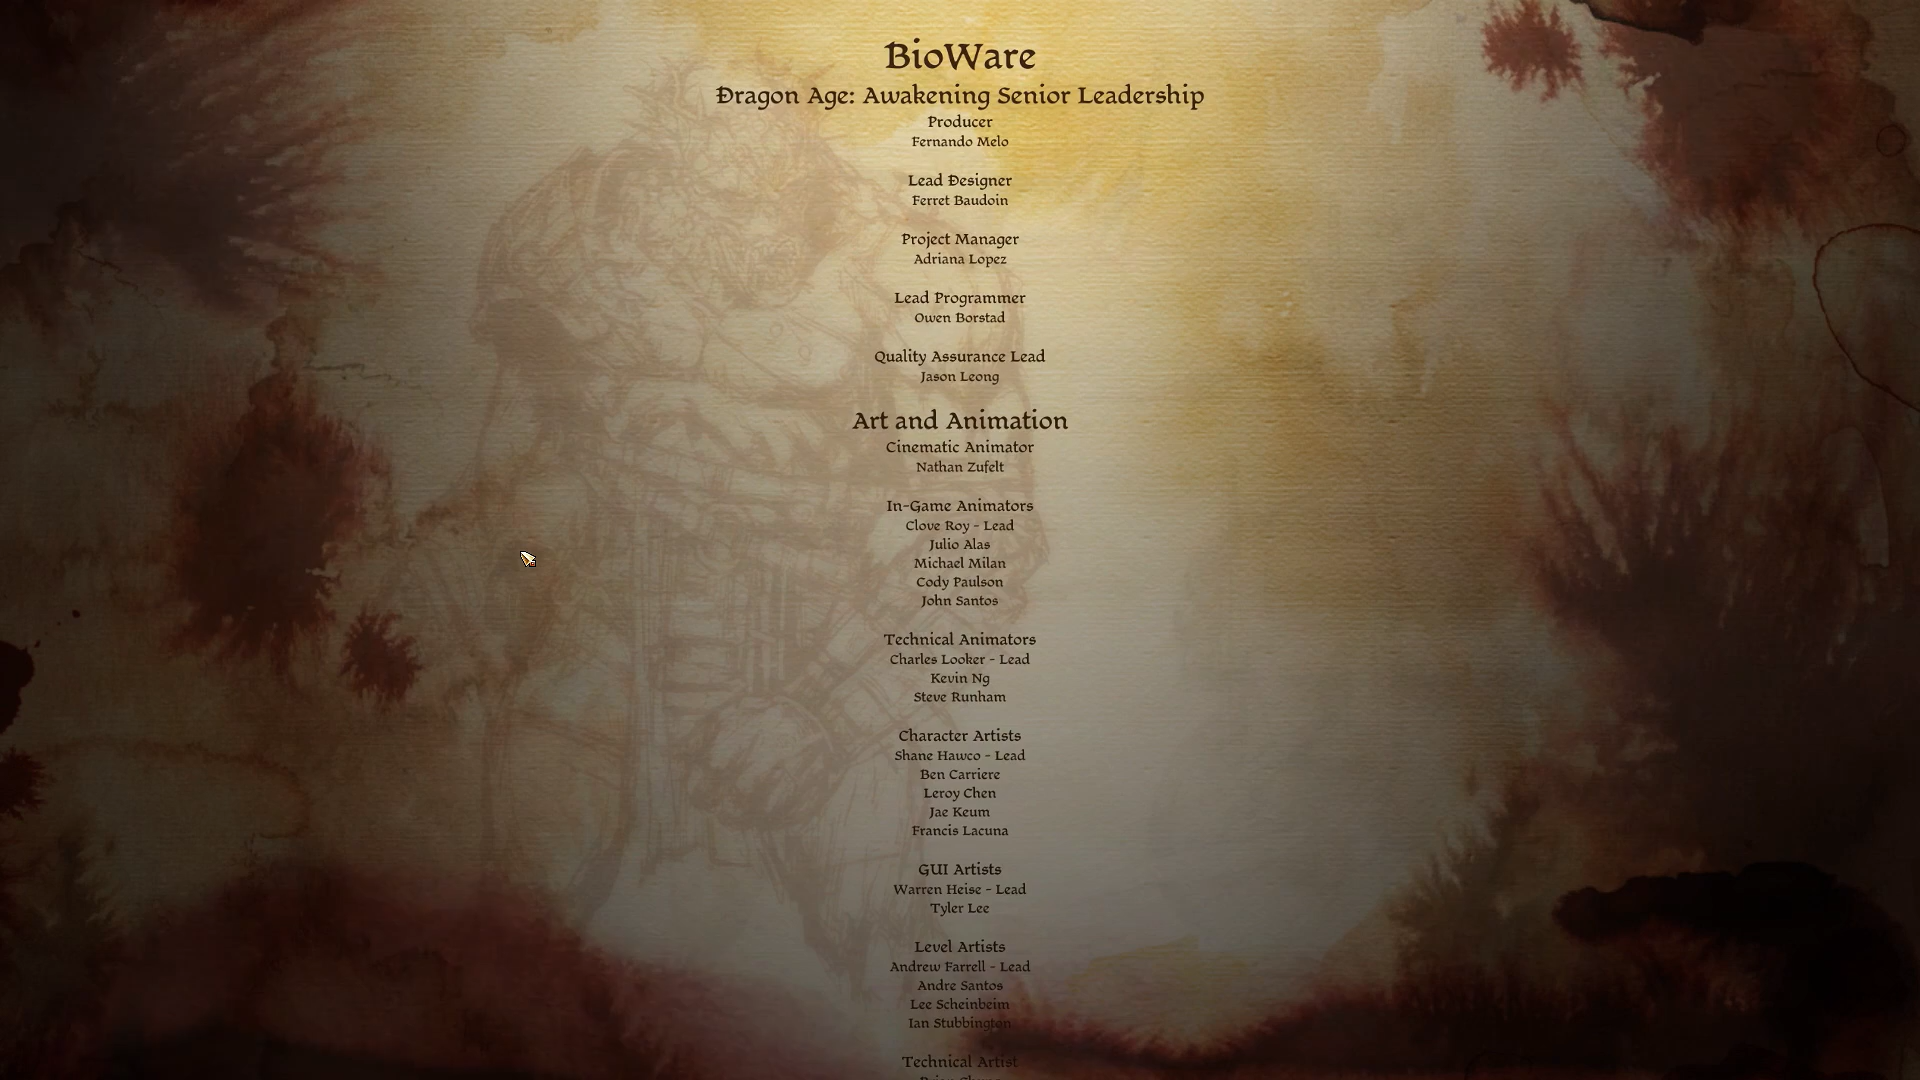 BioWare
Dragon Age: Awakening Senior Leadership
Producer
Fernando Melo
Lead Designer
Ferret Baudoin
Project Manager
Adriana Lopez
Lead Programmer
Owen Borstad
Quality Assurance Lead
Jason Leong
Art and Animation
Cinematic Animator
Nathan Zufelt
In-Game Animators
Clove Roy - Lead
Julio Alas
Michael Milan
Cody Paulson
John Santos
Technical Animators
Charles Looker - Lead
Kevin Ng
Steve Runham
Character Artists
Shane Hawco - Lead
Ben Carriere
Leroy Chen
Jae Keum
Francis Lacuna
GUI Artists
Warren Heise - Lead
Tyler Lee
Level Artists
Andrew Farrell - Lead
Andre Santos
Lee Scheinbeim
Ian Stubbington
Technical Artist